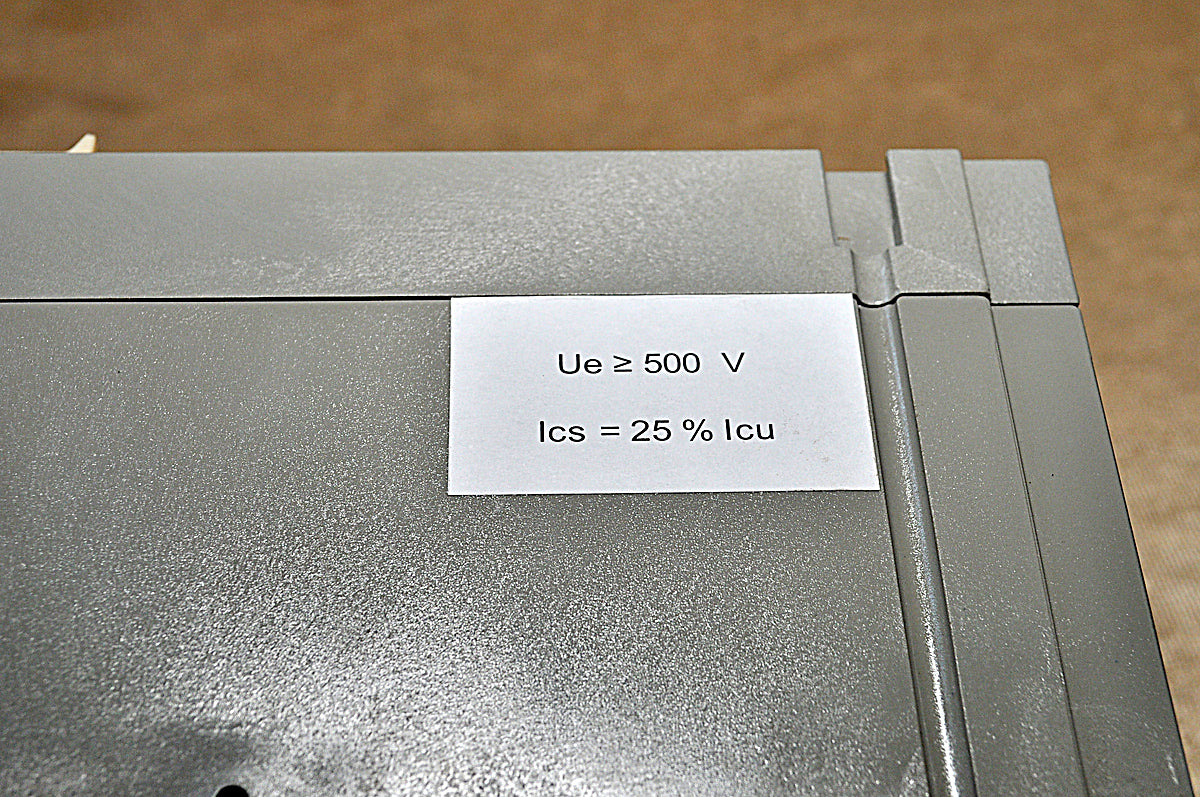 Ue ≥ 500 V
Ics = 25 % Icu